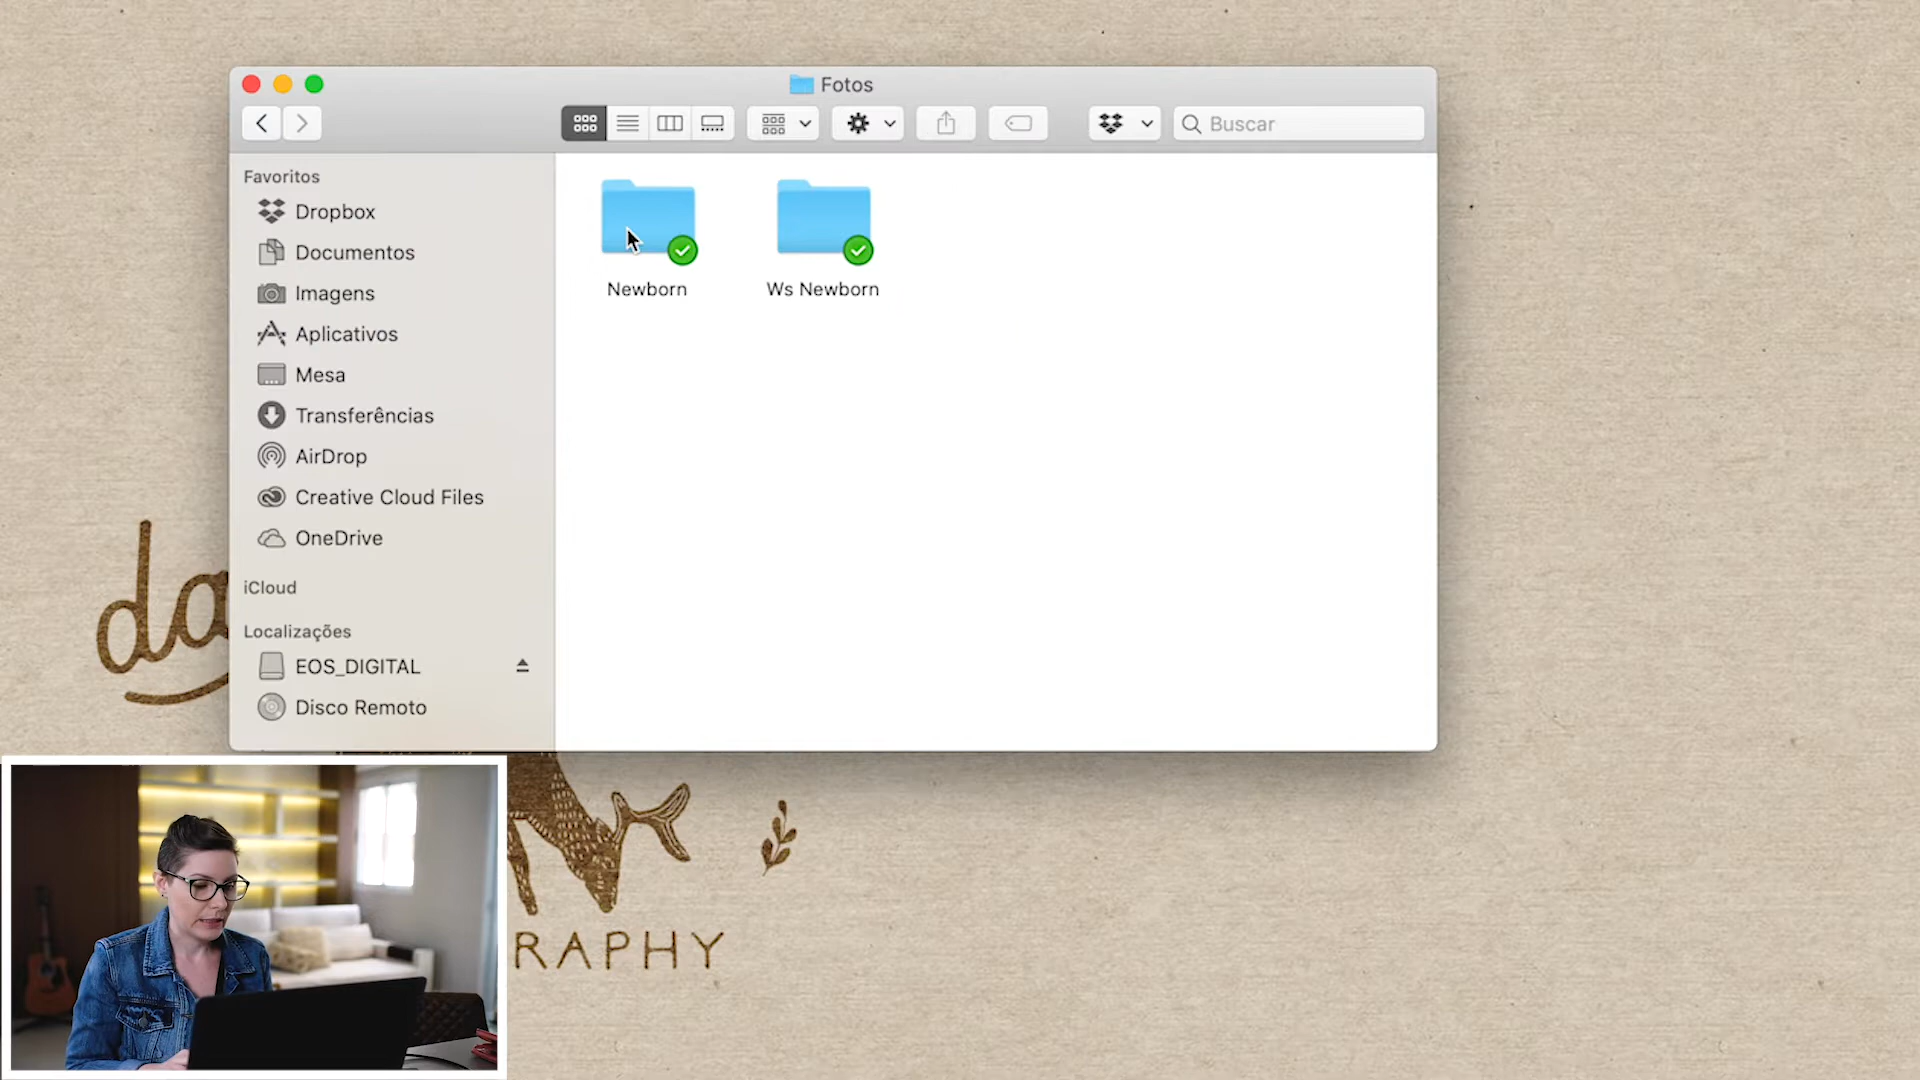 Fotos
Buscar
Favoritos
Dropbox
Documentos
Imagens
Aplicativos
Mesa
Transferências
AirDrop
Creative Cloud Files
OneDrive
iCloud
Localizações
EOS_DIGITAL
Disco Remoto
Newborn
Ws Newborn
da
RAPHY